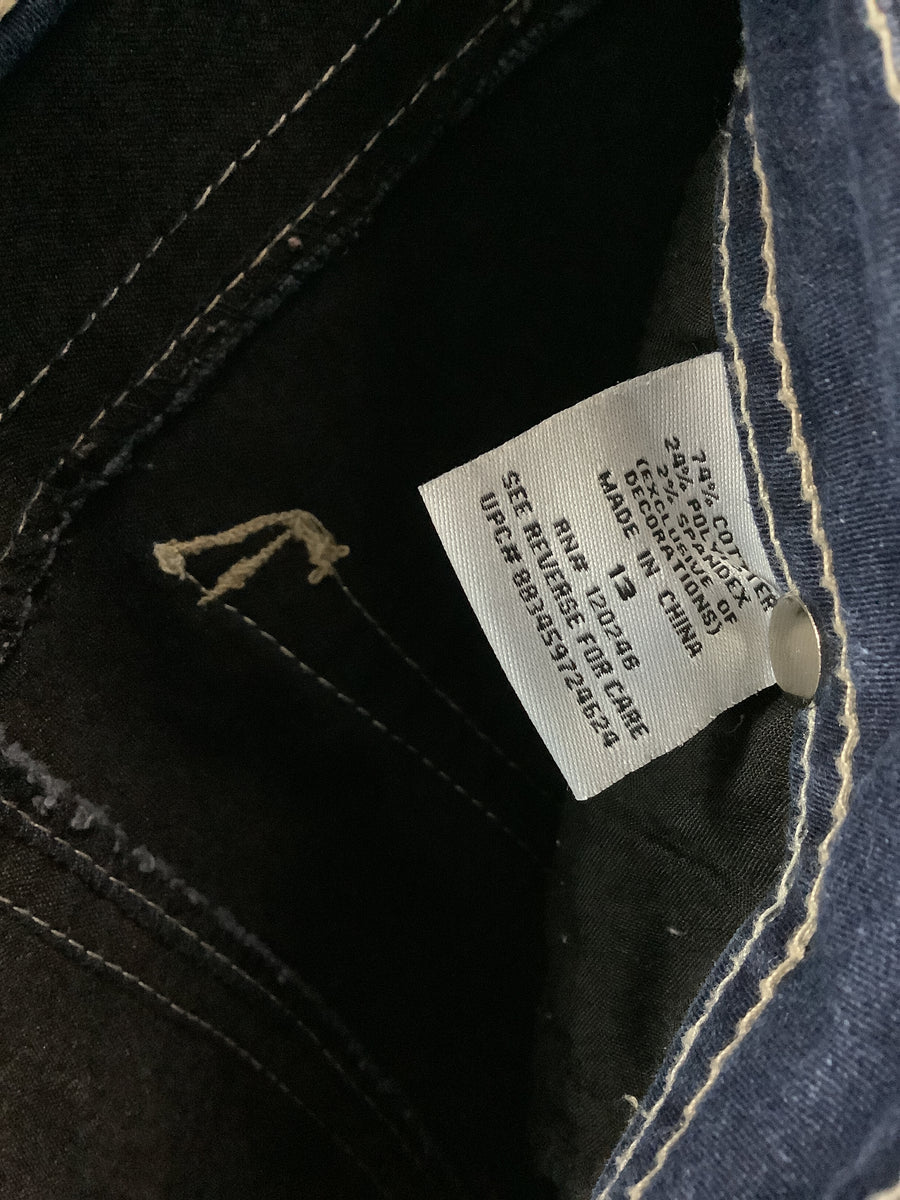 74% COTTON
24% POLYESTER
2% SPANDEX
(EXCLUSIVE OF
DECORATIONS)
MADE IN CHINA
13
RN# 120246
SEE REVERSE FOR CARE
UPC# 883459724624